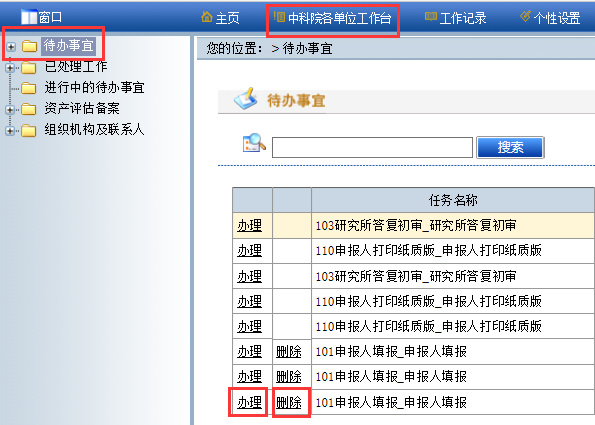 窗口 主页 中科院各单位工作台 工作记录 个性设置
待办事宜
已处理工作
进行中的待办事宜
资产评估备案
组织机构及联系人
您的位置： > 待办事宜
待办事宜
搜索
任务名称
办理 103研究所答复初审_研究所答复初审
办理 110申报人打印纸质版_申报人打印纸质版
办理 103研究所答复初审_研究所答复初审
办理 110申报人打印纸质版_申报人打印纸质版
办理 110申报人打印纸质版_申报人打印纸质版
办理 删除 101申报人填报_申报人填报
办理 删除 101申报人填报_申报人填报
办理 删除 101申报人填报_申报人填报